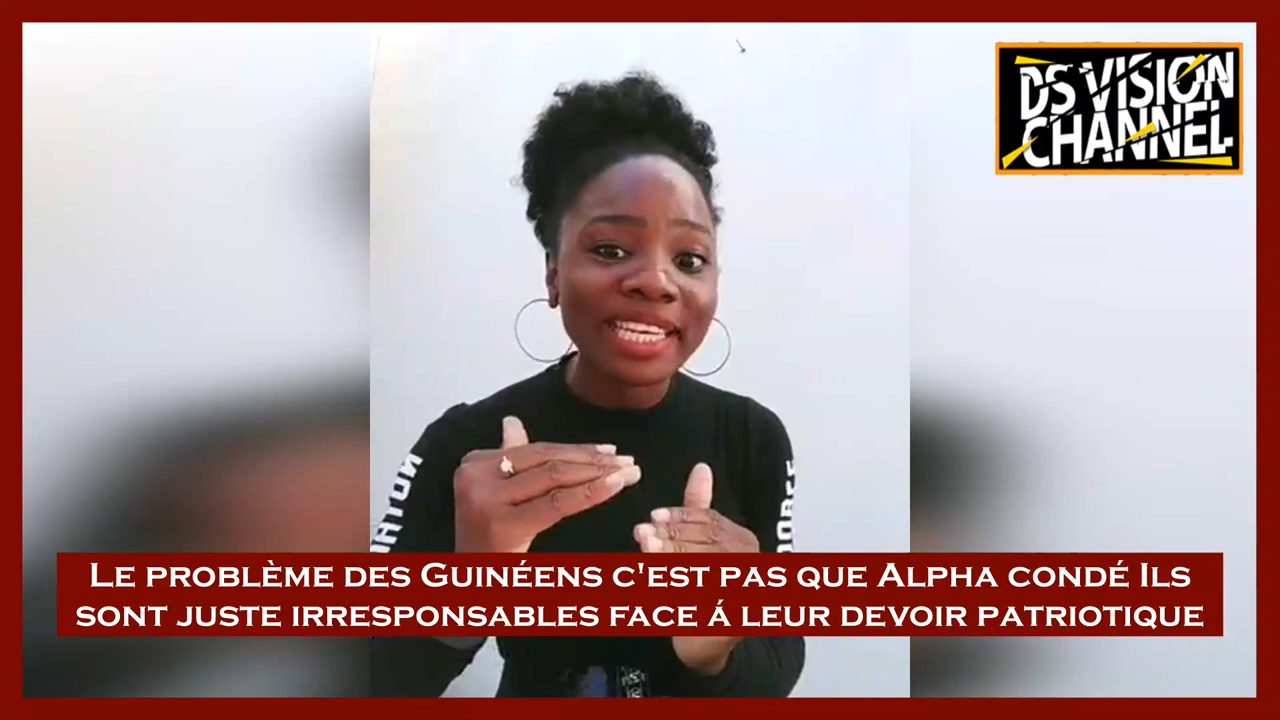 DS VISION
CHANNEL
LE PROBLÈME DES GUINÉENS C'EST PAS QUE ALPHA CONDÉ ILS
SONT JUSTE IRRESPONSABLES FACE Á LEUR DEVOIR PATRIOTIQUE